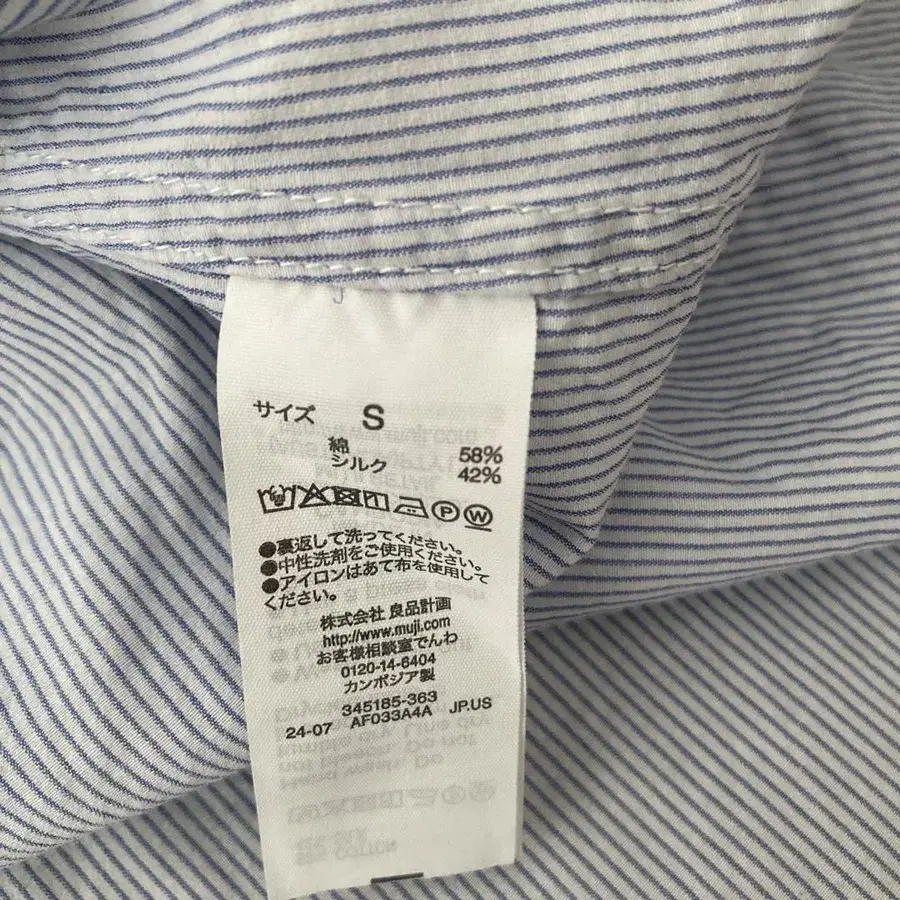 サイズ S
綿 58%
シルク 42%
●裏返して洗ってください。
●中性洗剤をご使用ください。
●アイロンはあて布を使用して
ください。
株式会社 良品計画
http://www.muji.com
お客様相談室でんわ
0120-14-6404
カンボジア製
345185-363
24-07 AF033A4A JP.US